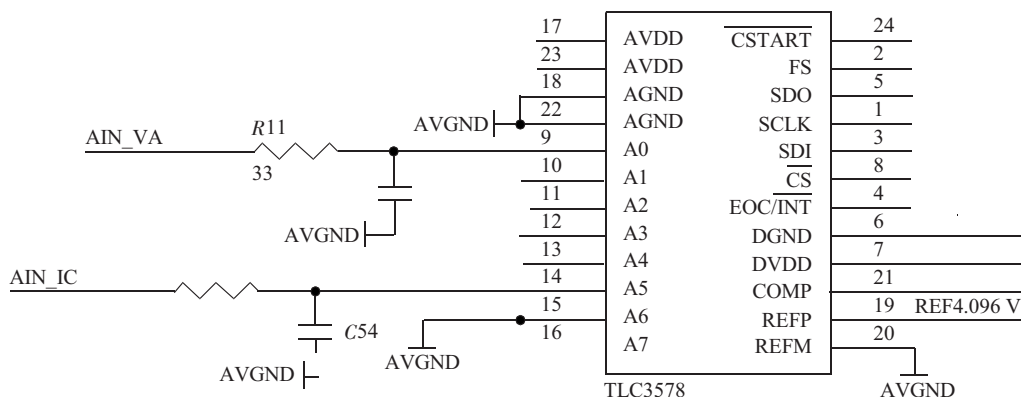 17 AVDD CSTART 24
23 AVDD FS 2
18 AGND SDO 5
AVGND 22 AGND SCLK 1
AIN_VA R11 9 A0 SDI 3
33 10 A1 CS 8
11 A2 EOC/INT 4
AVGND 12 A3 DGND 6
13 A4 DVDD 7
AIN_IC 14 A5 COMP 21
15 A6 REFP 19 REF4.096 V
C54 16 A7 REFM 20
AVGND AVGND TLC3578 AVGND